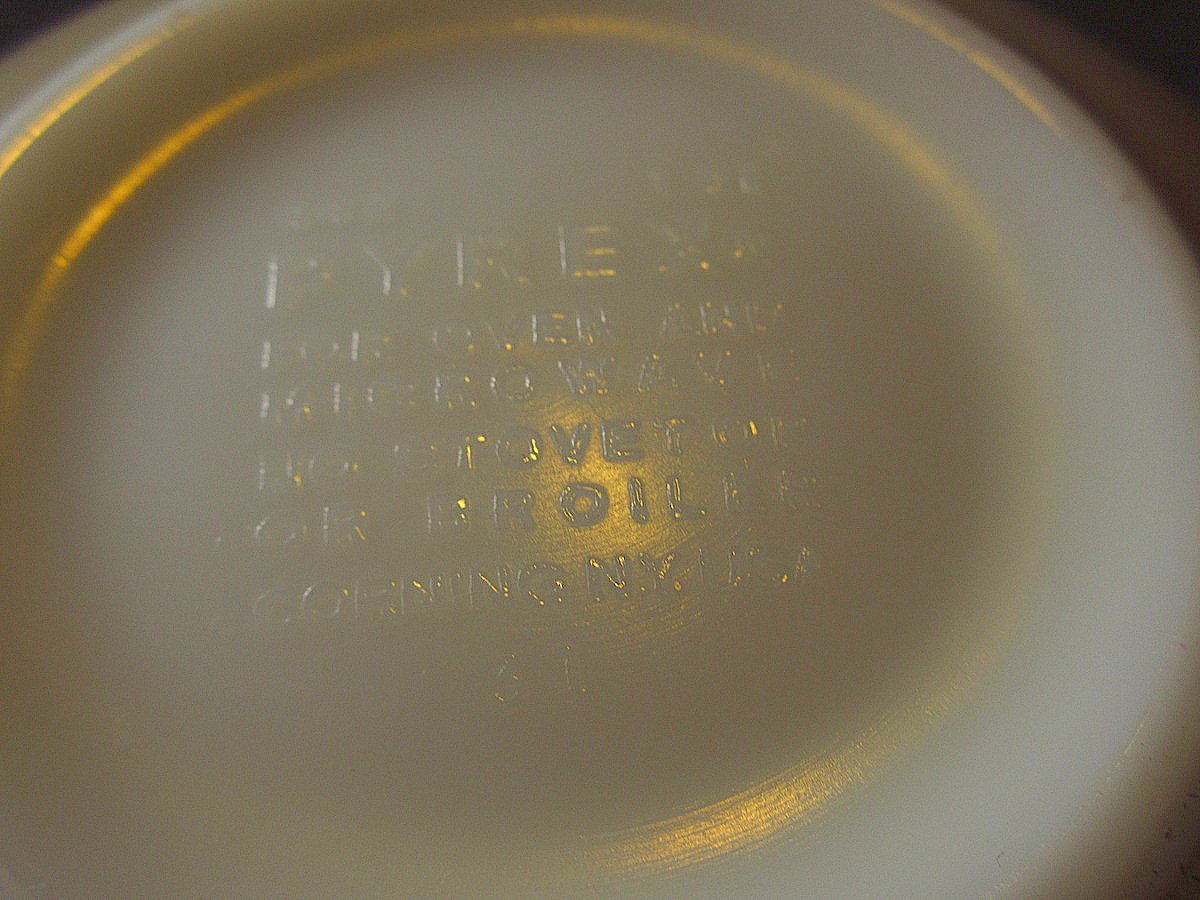 PYREX®
FOR OVEN AND
MICROWAVE
NO STOVETOP
OR BROILER
CORNING NY. USA